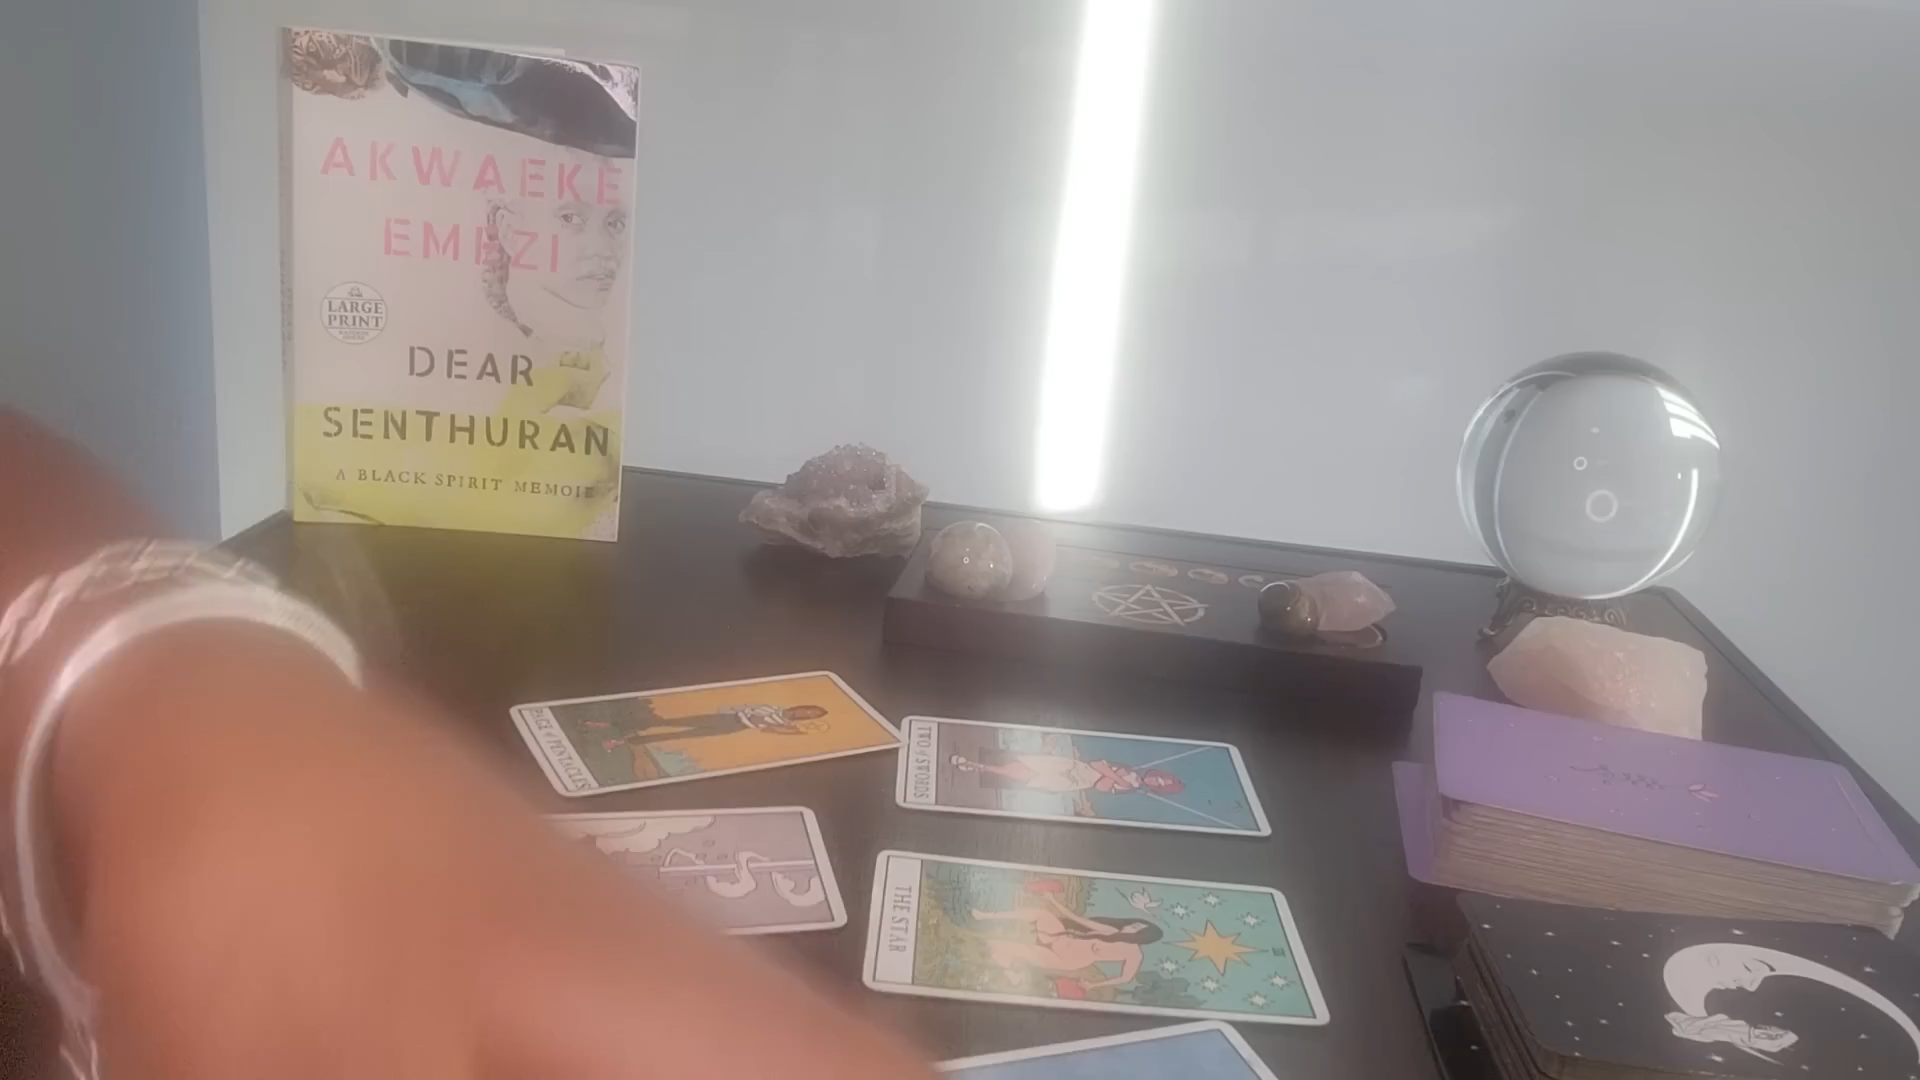 AKWAEKE
EMEZI
LARGE
PRINT
DEAR
SENTHURAN
A BLACK SPIRIT MEMOIR
PAGE of PENTACLES
TWO of SWORDS
THE STAR